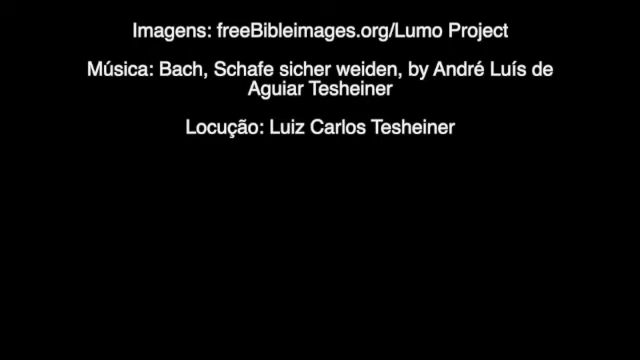 Imagens: freeBibleimages.org/Lumo Project
Música: Bach, Schafe sicher weiden, by André Luís de
Aguiar Tesheiner
Locução: Luiz Carlos Tesheiner